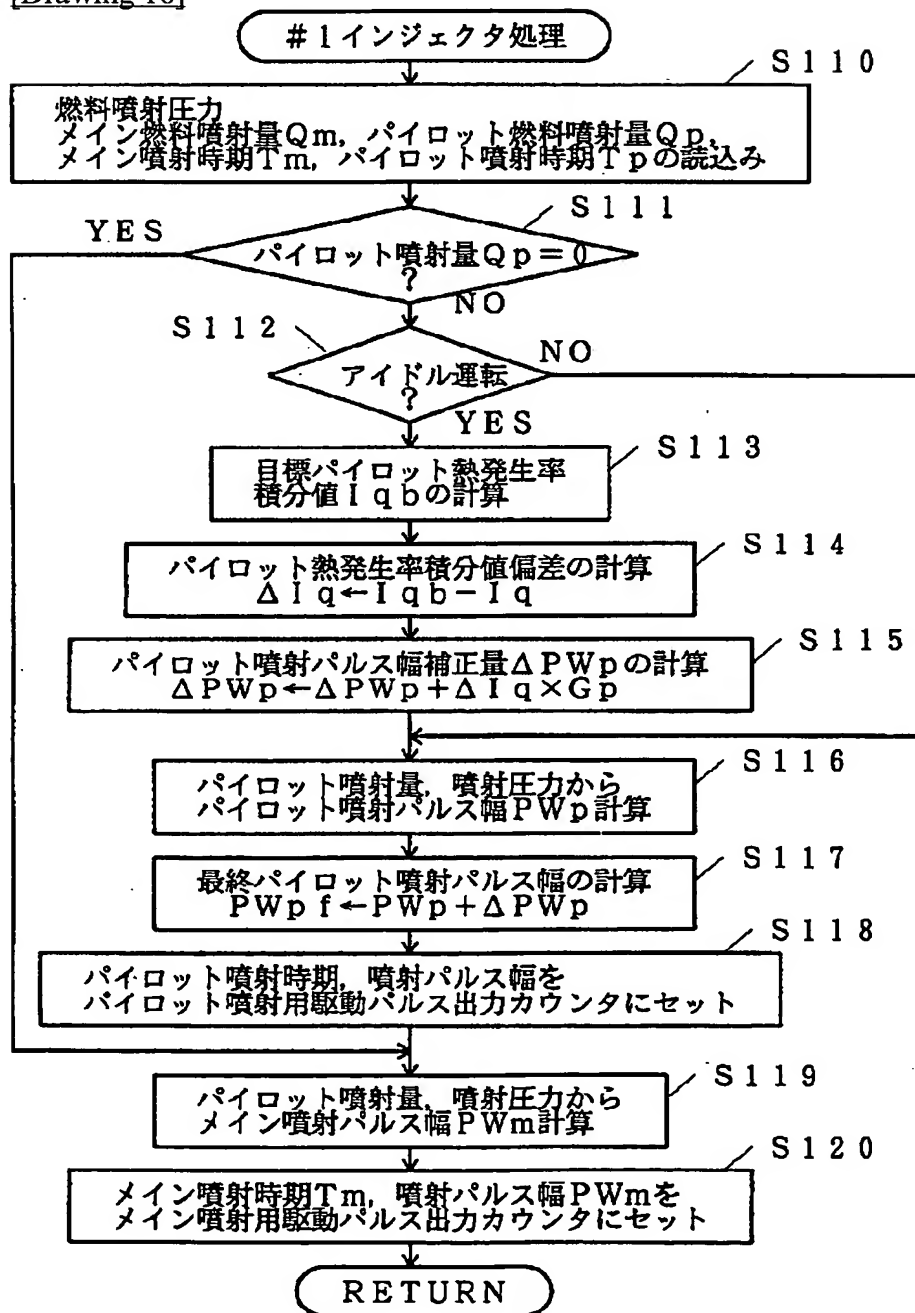 #1インジェクタ処理
S110
燃料噴射圧力
メイン燃料噴射量Qm, パイロット燃料噴射量Qp,
メイン噴射時期Tm, パイロット噴射時期Tpの読込み
S111
YES
パイロット噴射量Qp=0
?
NO
S112
NO
アイドル運転
?
YES
S113
目標パイロット熱発生率
積分値Iqbの計算
S114
パイロット熱発生率積分値偏差の計算
ΔIq←Iqb-Iq
S115
パイロット噴射パルス幅補正量ΔPWpの計算
ΔPWp←ΔPWp+ΔIq×Gp
S116
パイロット噴射量, 噴射圧力から
パイロット噴射パルス幅PWp計算
S117
最終パイロット噴射パルス幅の計算
PWpf←PWp+ΔPWp
S118
パイロット噴射時期, 噴射パルス幅を
パイロット噴射用駆動パルス出力カウンタにセット
S119
パイロット噴射量, 噴射圧力から
メイン噴射パルス幅PWm計算
S120
メイン噴射時期Tm, 噴射パルス幅PWmを
メイン噴射用駆動パルス出力カウンタにセット
RETURN